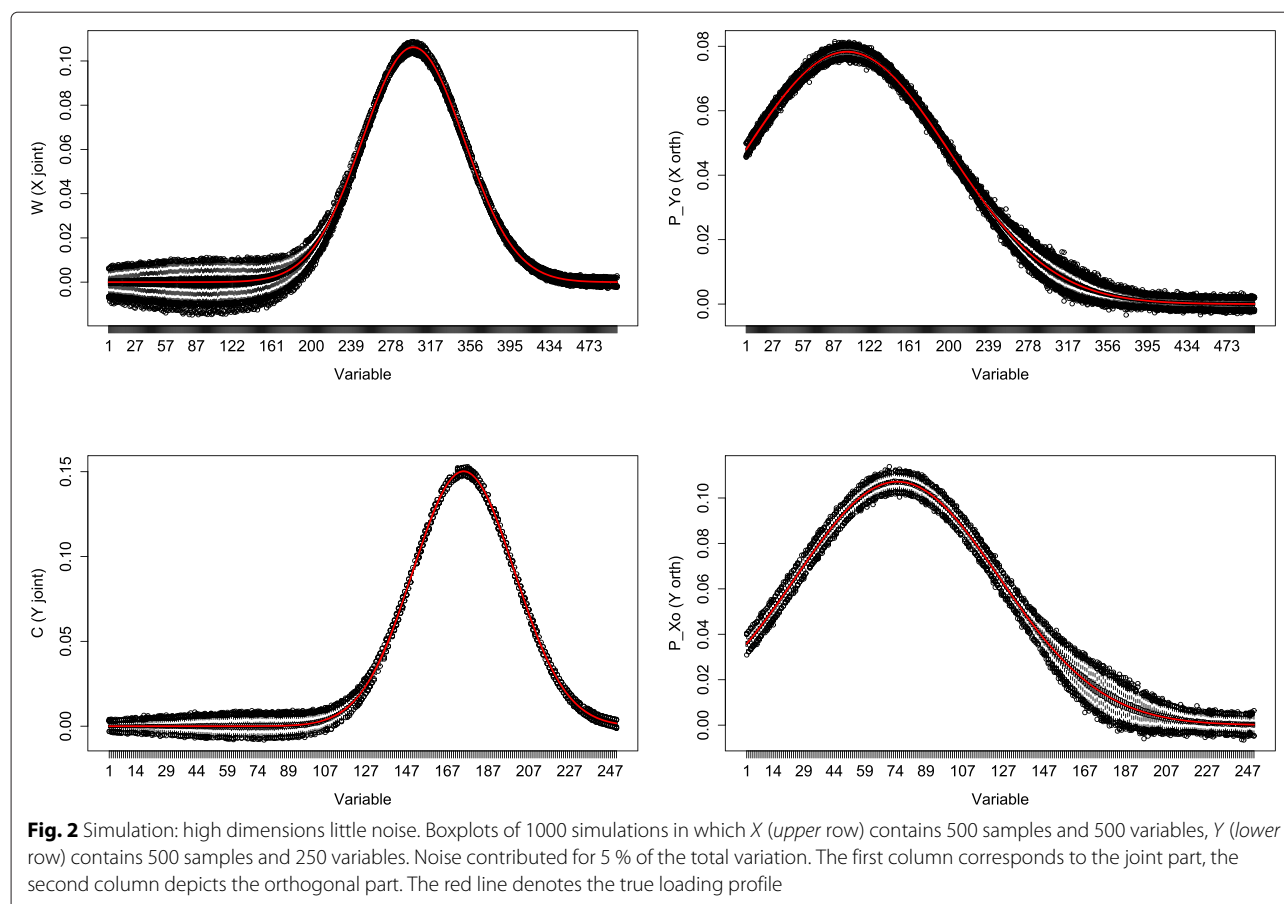 W (X joint)
0.00 0.02 0.04 0.06 0.08 0.10
1 27 57 87 122 161 200 239 278 317 356 395 434 473
Variable
P_Yo (X orth)
0.00 0.02 0.04 0.06 0.08
1 27 57 87 122 161 200 239 278 317 356 395 434 473
Variable
C (Y joint)
0.00 0.05 0.10 0.15
1 14 29 44 59 74 89 107 127 147 167 187 207 227 247
Variable
P_Xo (Y orth)
0.00 0.02 0.04 0.06 0.08 0.10
1 14 29 44 59 74 89 107 127 147 167 187 207 227 247
Variable
Fig. 2 Simulation: high dimensions little noise. Boxplots of 1000 simulations in which X (upper row) contains 500 samples and 500 variables, Y (lower
row) contains 500 samples and 250 variables. Noise contributed for 5 % of the total variation. The first column corresponds to the joint part, the
second column depicts the orthogonal part. The red line denotes the true loading profile